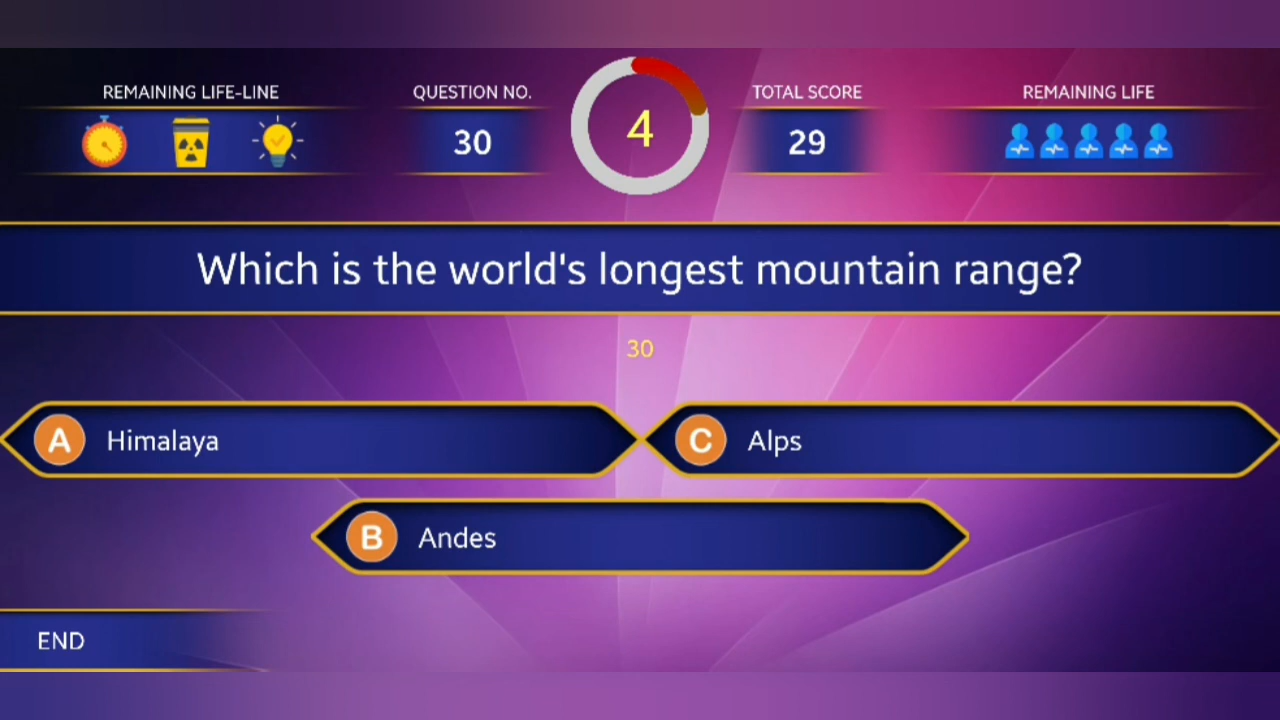 REMAINING LIFE-LINE
QUESTION NO.
30
4
TOTAL SCORE
29
REMAINING LIFE
Which is the world's longest mountain range?
30
A Himalaya
C Alps
B Andes
END